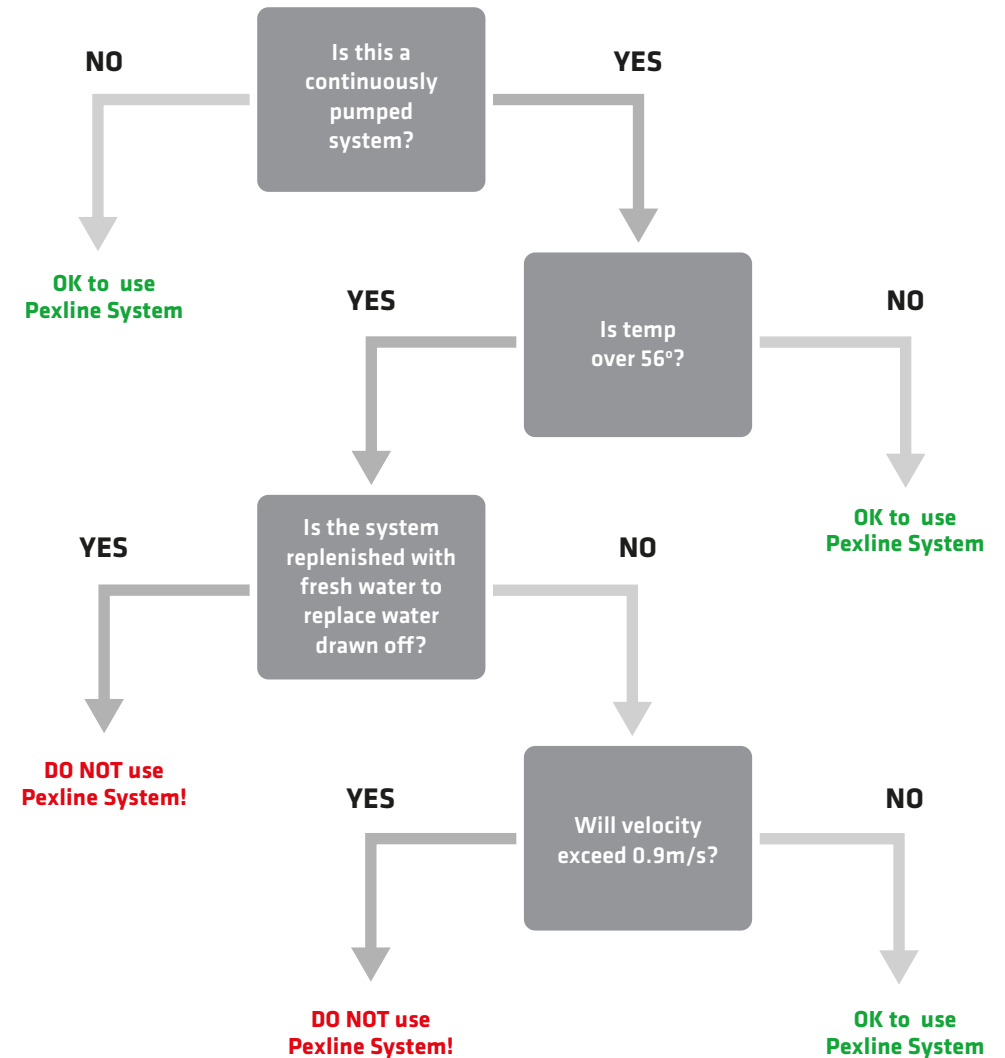 NO
Is this a
continuously
pumped
system?
YES
OK to use
Pexline System
YES
Is temp
over 56º?
NO
OK to use
Pexline System
YES
Is the system
replenished with
fresh water to
replace water
drawn off?
NO
DO NOT use
Pexline System!
YES
Will velocity
exceed 0.9m/s?
NO
DO NOT use
Pexline System!
OK to use
Pexline System